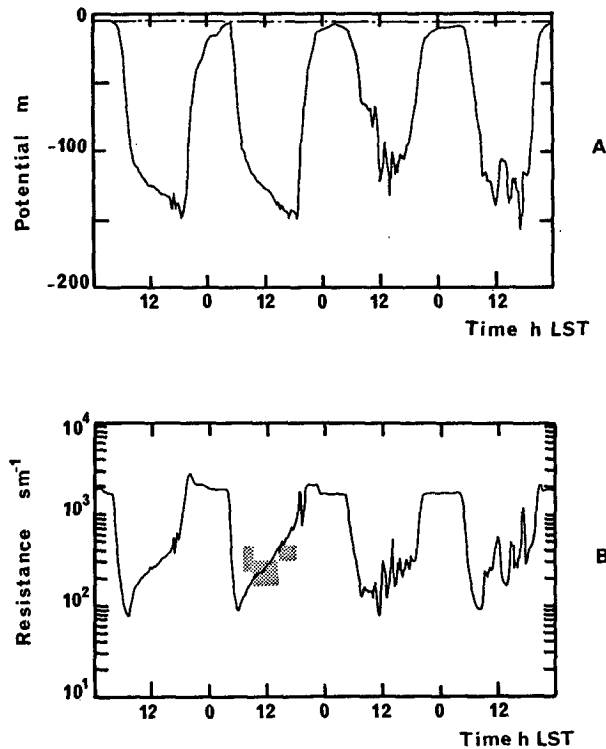 0
-100
-200
Potential m
A
12 0 12 0 12 0 12
Time h LST
10⁴
10³
10²
10¹
Resistance sm⁻¹
B
12 0 12 0 12 0 12
Time h LST